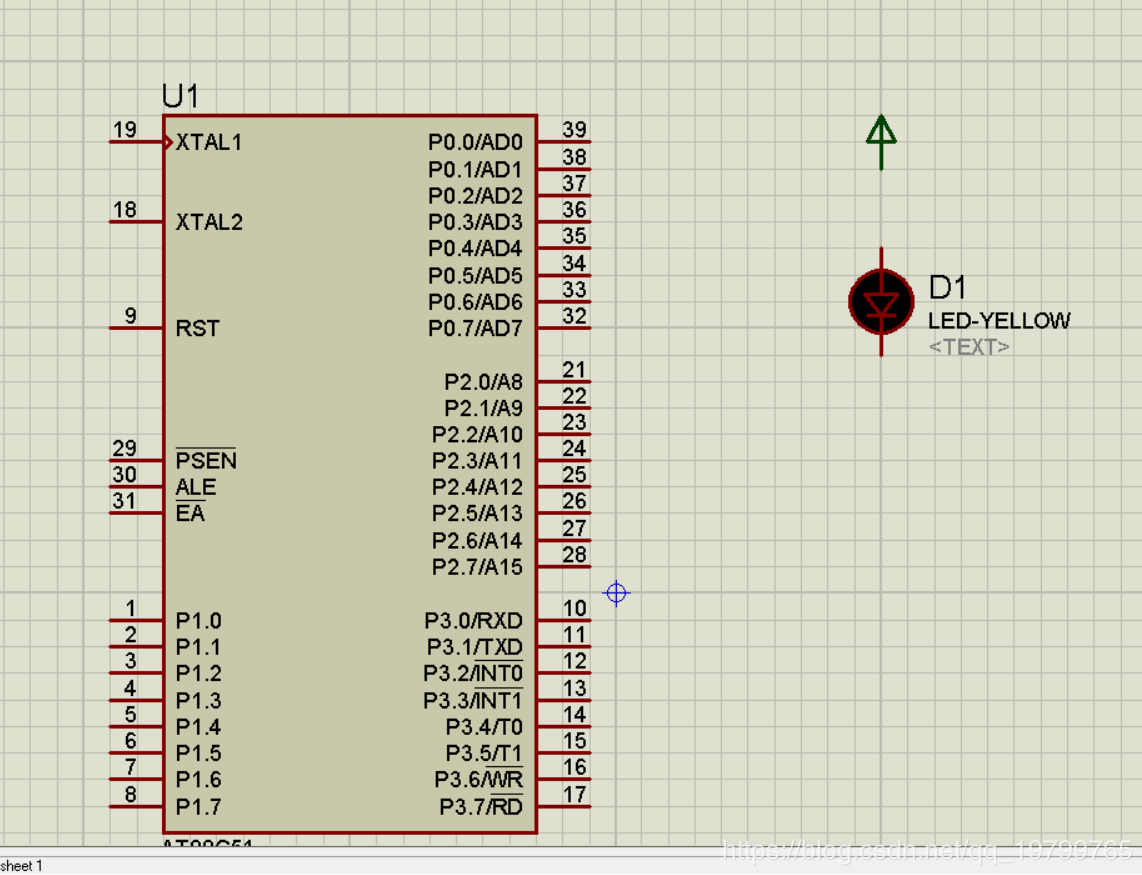 U1
19 XTAL1
18 XTAL2
9 RST
29 PSEN
30 ALE
31 EA
1 P1.0
2 P1.1
3 P1.2
4 P1.3
5 P1.4
6 P1.5
7 P1.6
8 P1.7
P0.0/AD0 39
P0.1/AD1 38
P0.2/AD2 37
P0.3/AD3 36
P0.4/AD4 35
P0.5/AD5 34
P0.6/AD6 33
P0.7/AD7 32
P2.0/A8 21
P2.1/A9 22
P2.2/A10 23
P2.3/A11 24
P2.4/A12 25
P2.5/A13 26
P2.6/A14 27
P2.7/A15 28
P3.0/RXD 10
P3.1/TXD 11
P3.2/INT0 12
P3.3/INT1 13
P3.4/T0 14
P3.5/T1 15
P3.6/WR 16
P3.7/RD 17
D1
LED-YELLOW
<TEXT>
https://blog.csdn.net/qq_19799765
sheet 1